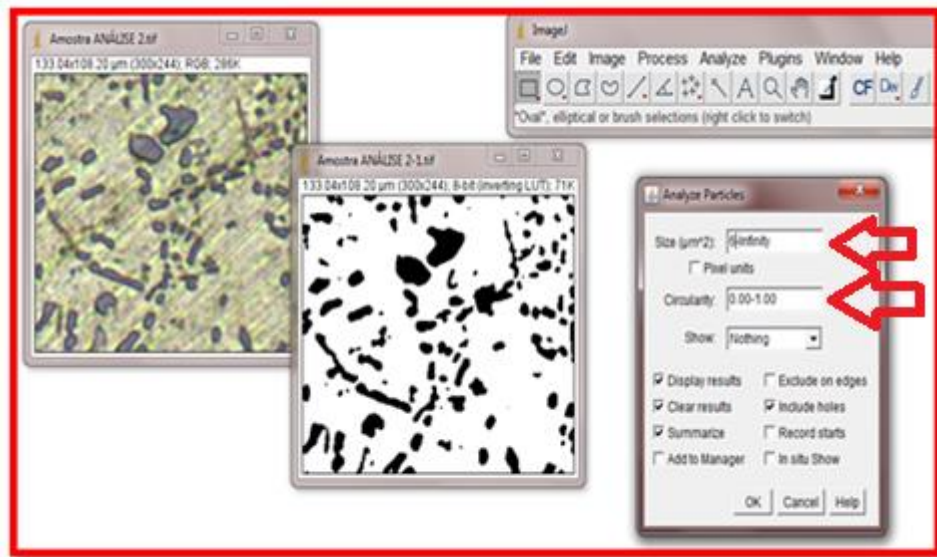 Amostra ANÁLISE 2.tif
133.04x108.20 µm (300x244); RGB; 286K
ImageJ
File Edit Image Process Analyze Plugins Window Help
CF Dev
*Oval*, elliptical or brush selections (right click to switch)
Amostra ANÁLISE 2-1.tif
133.04x108.20 µm (300x244); 8-bit (inverting LUT); 71K
Analyze Particles
Size (µm^2): 6-Infinity
Pixel units
Circularity: 0.00-1.00
Show: Nothing
Display results Exclude on edges
Clear results Include holes
Summarize Record starts
Add to Manager In situ Show
OK Cancel Help